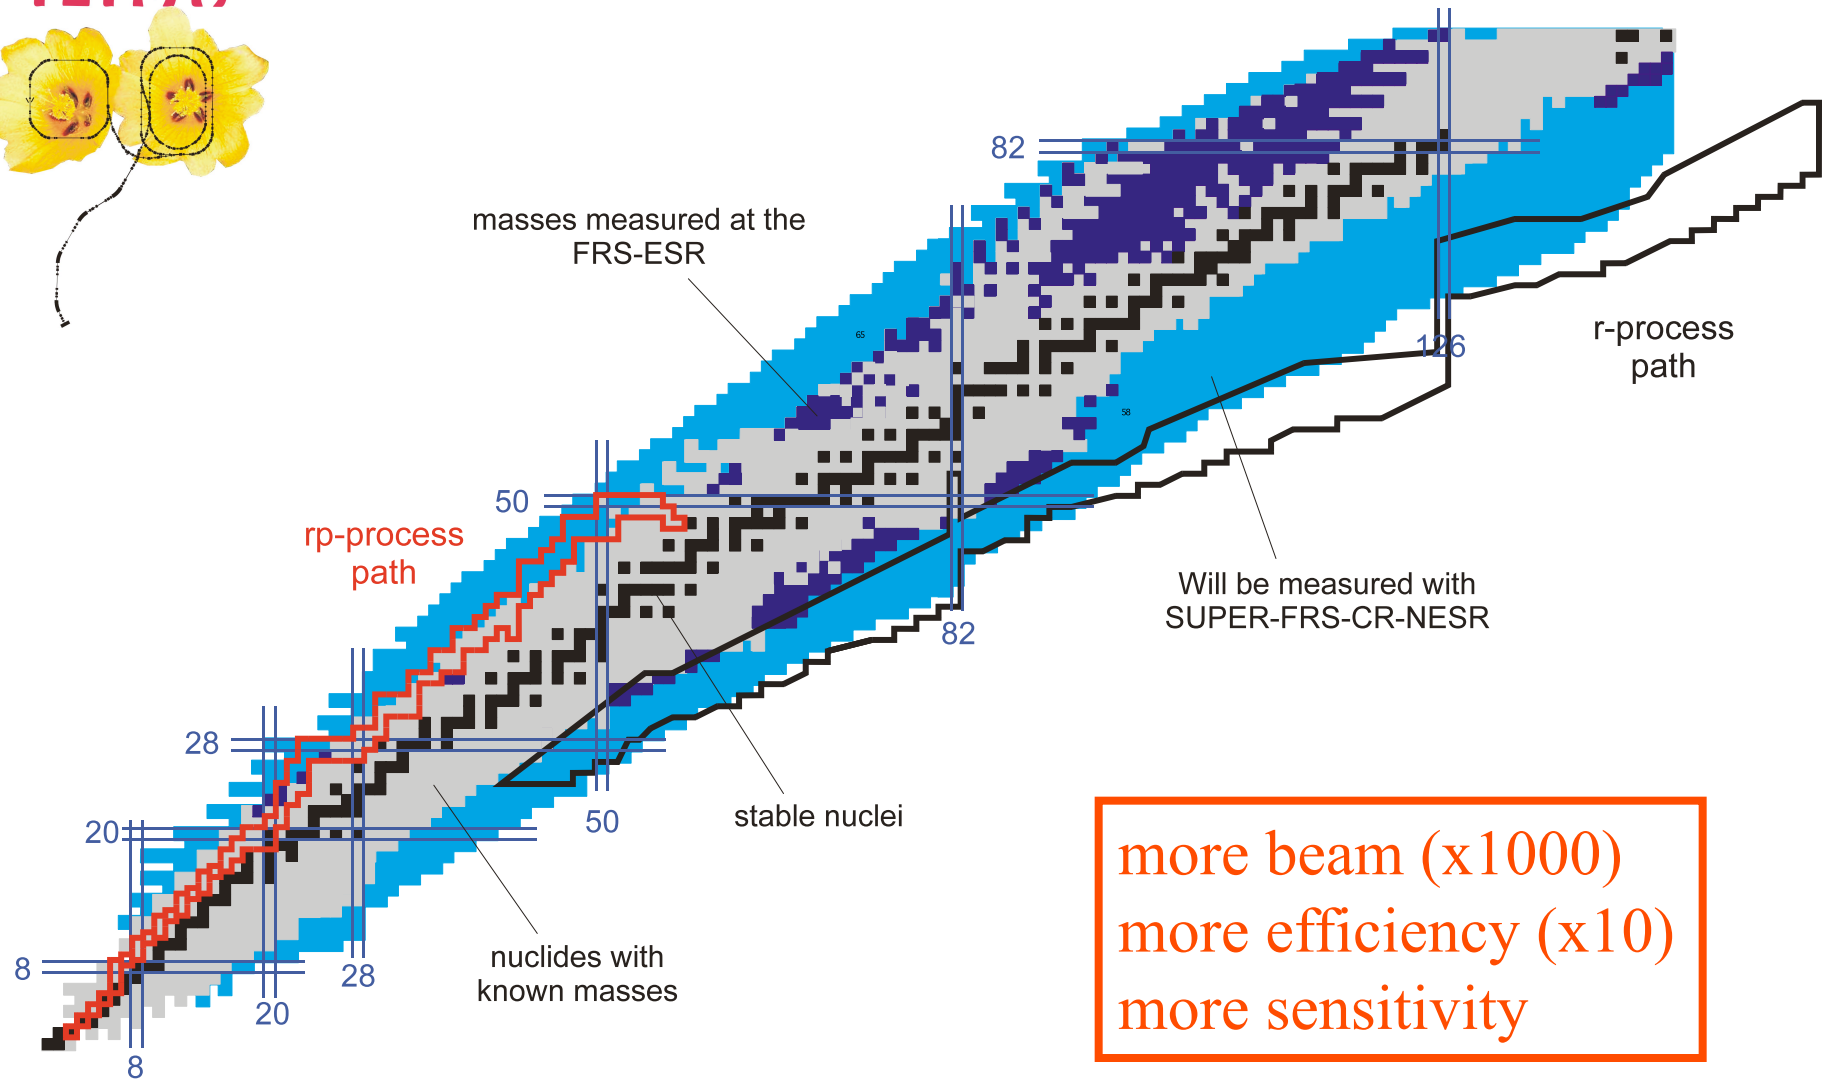 82
masses measured at the
FRS-ESR
65
126
r-process
path
58
50
rp-process
path
Will be measured with
SUPER-FRS-CR-NESR
82
28
stable nuclei
50
20
more beam (x1000)
more efficiency (x10)
more sensitivity
nuclides with
known masses
8
28
20
8